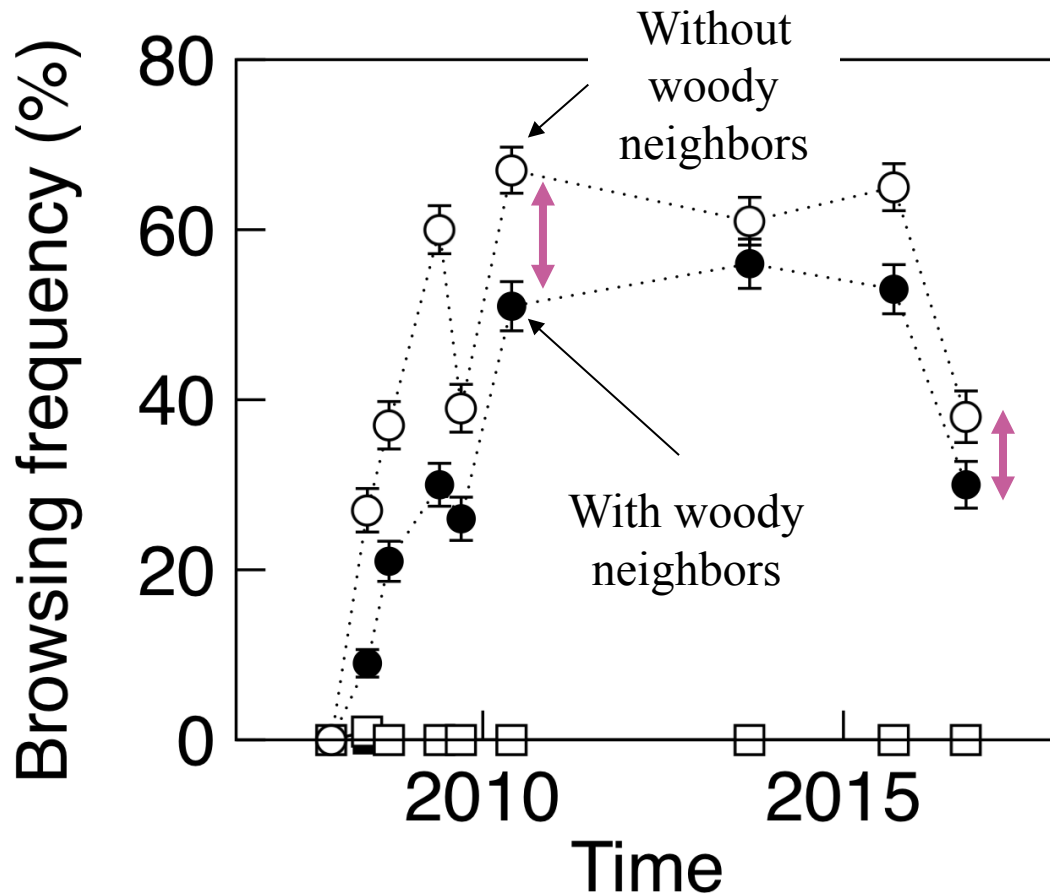 Without
woody
neighbors
80
60
40
20
0
Browsing frequency (%)
With woody
neighbors
2010
2015
Time